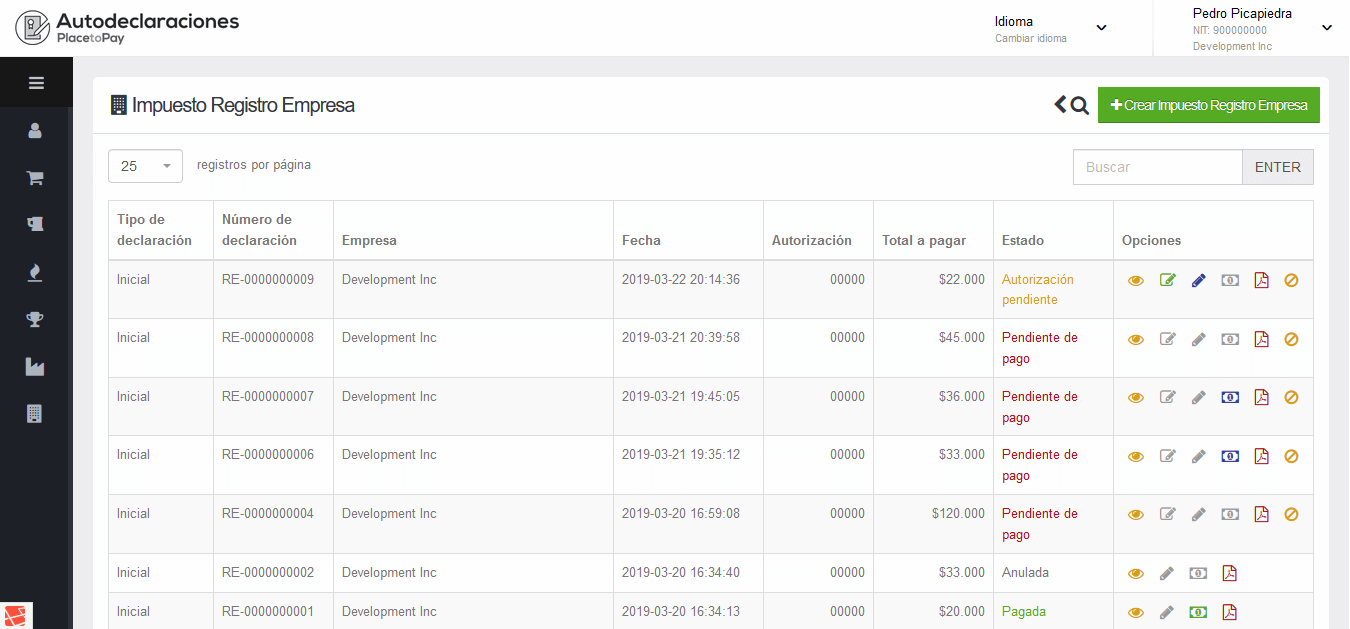 Autodeclaraciones
PlacetoPay
Idioma
Cambiar idioma
Pedro Picapiedra
NIT: 900000000
Development Inc
Impuesto Registro Empresa
Crear Impuesto Registro Empresa
25
registros por página
Buscar
ENTER
Tipo de declaración
Número de declaración
Empresa
Fecha
Autorización
Total a pagar
Estado
Opciones
Inicial RE-0000000009 Development Inc 2019-03-22 20:14:36 00000 $22.000 Autorización
pendiente
Inicial RE-0000000008 Development Inc 2019-03-21 20:39:58 00000 $45.000 Pendiente de
pago
Inicial RE-0000000007 Development Inc 2019-03-21 19:45:05 00000 $36.000 Pendiente de
pago
Inicial RE-0000000006 Development Inc 2019-03-21 19:35:12 00000 $33.000 Pendiente de
pago
Inicial RE-0000000004 Development Inc 2019-03-20 16:59:08 00000 $120.000 Pendiente de
pago
Inicial RE-0000000002 Development Inc 2019-03-20 16:34:40 00000 $33.000 Anulada
Inicial RE-0000000001 Development Inc 2019-03-20 16:34:13 00000 $20.000 Pagada